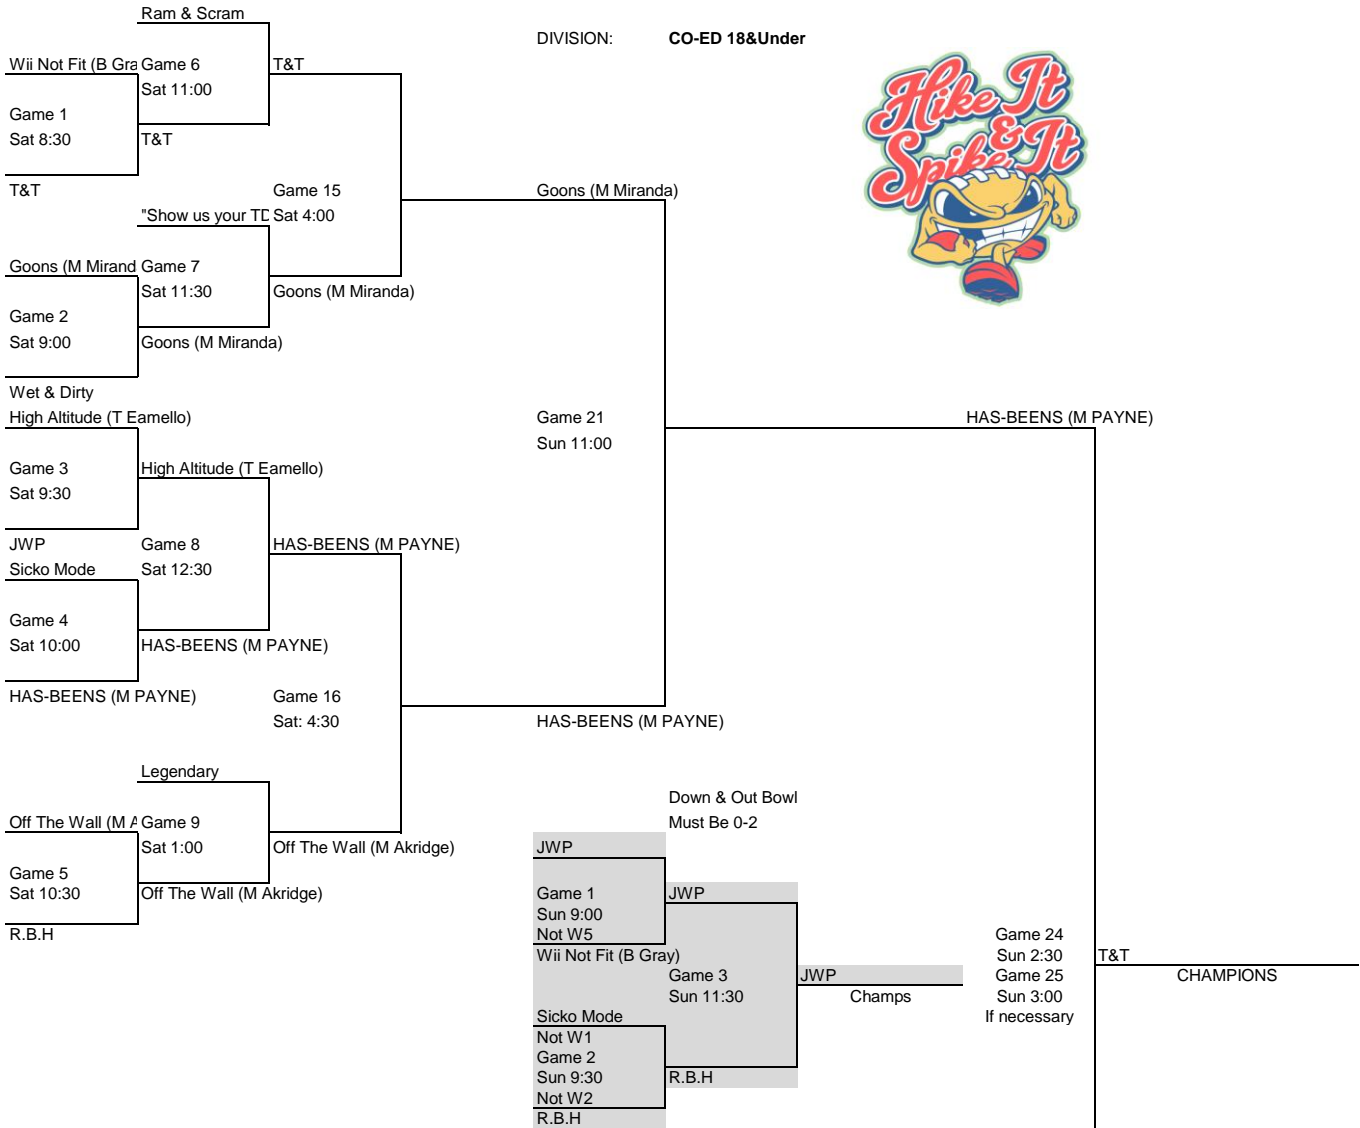 Ram & Scram
DIVISION: CO-ED 18&Under
Hike It
& Spike It
Wii Not Fit (B Gra
Game 6
T&T
Sat 11:00
Game 1
Sat 8:30
T&T
T&T
Game 15
Goons (M Miranda)
"Show us your TD
Sat 4:00
Goons (M Mirand
Game 7
Sat 11:30
Goons (M Miranda)
Game 2
Sat 9:00
Goons (M Miranda)
Wet & Dirty
High Altitude (T Eamello)
Game 21
HAS-BEENS (M PAYNE)
Sun 11:00
Game 3
High Altitude (T Eamello)
Sat 9:30
JWP
Game 8
HAS-BEENS (M PAYNE)
Sicko Mode
Sat 12:30
Game 4
Sat 10:00
HAS-BEENS (M PAYNE)
HAS-BEENS (M PAYNE)
Game 16
Sat: 4:30
HAS-BEENS (M PAYNE)
Legendary
Down & Out Bowl
Off The Wall (M A
Game 9
Must Be 0-2
Sat 1:00
Off The Wall (M Akridge)
JWP
Game 5
Sat 10:30
Off The Wall (M Akridge)
Game 1
JWP
Sun 9:00
R.B.H
Not W5
Game 24
Wii Not Fit (B Gray)
Sun 2:30
T&T
Game 3
JWP
Game 25
CHAMPIONS
Sun 11:30
Champs
Sun 3:00
Sicko Mode
If necessary
Not W1
Game 2
Sun 9:30
R.B.H
Not W2
R.B.H